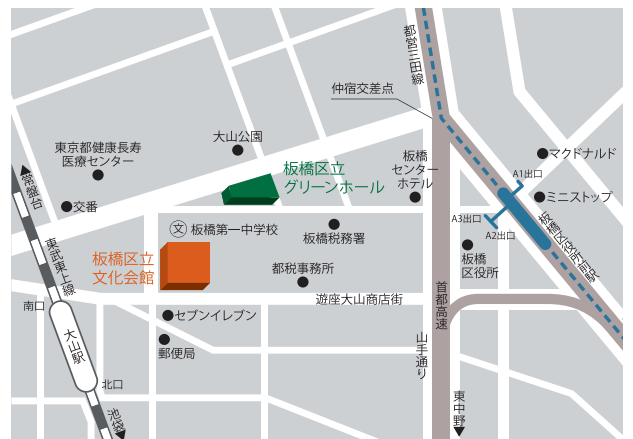 都営三田線
仲宿交差点
大山公園
東京都健康長寿
医療センター
板橋区立
グリーンホール
板橋
センター
ホテル
マクドナルド
A1出口
ミニストップ
常盤台
交番
文 板橋第一中学校
板橋税務署
A3出口
A2出口
板橋区役所前駅
東武東上線
板橋区立
文化会館
都税事務所
板橋
区役所
遊座大山商店街
首都高速
南口
セブンイレブン
大山駅
郵便局
山手通り
北口
池袋
東中野